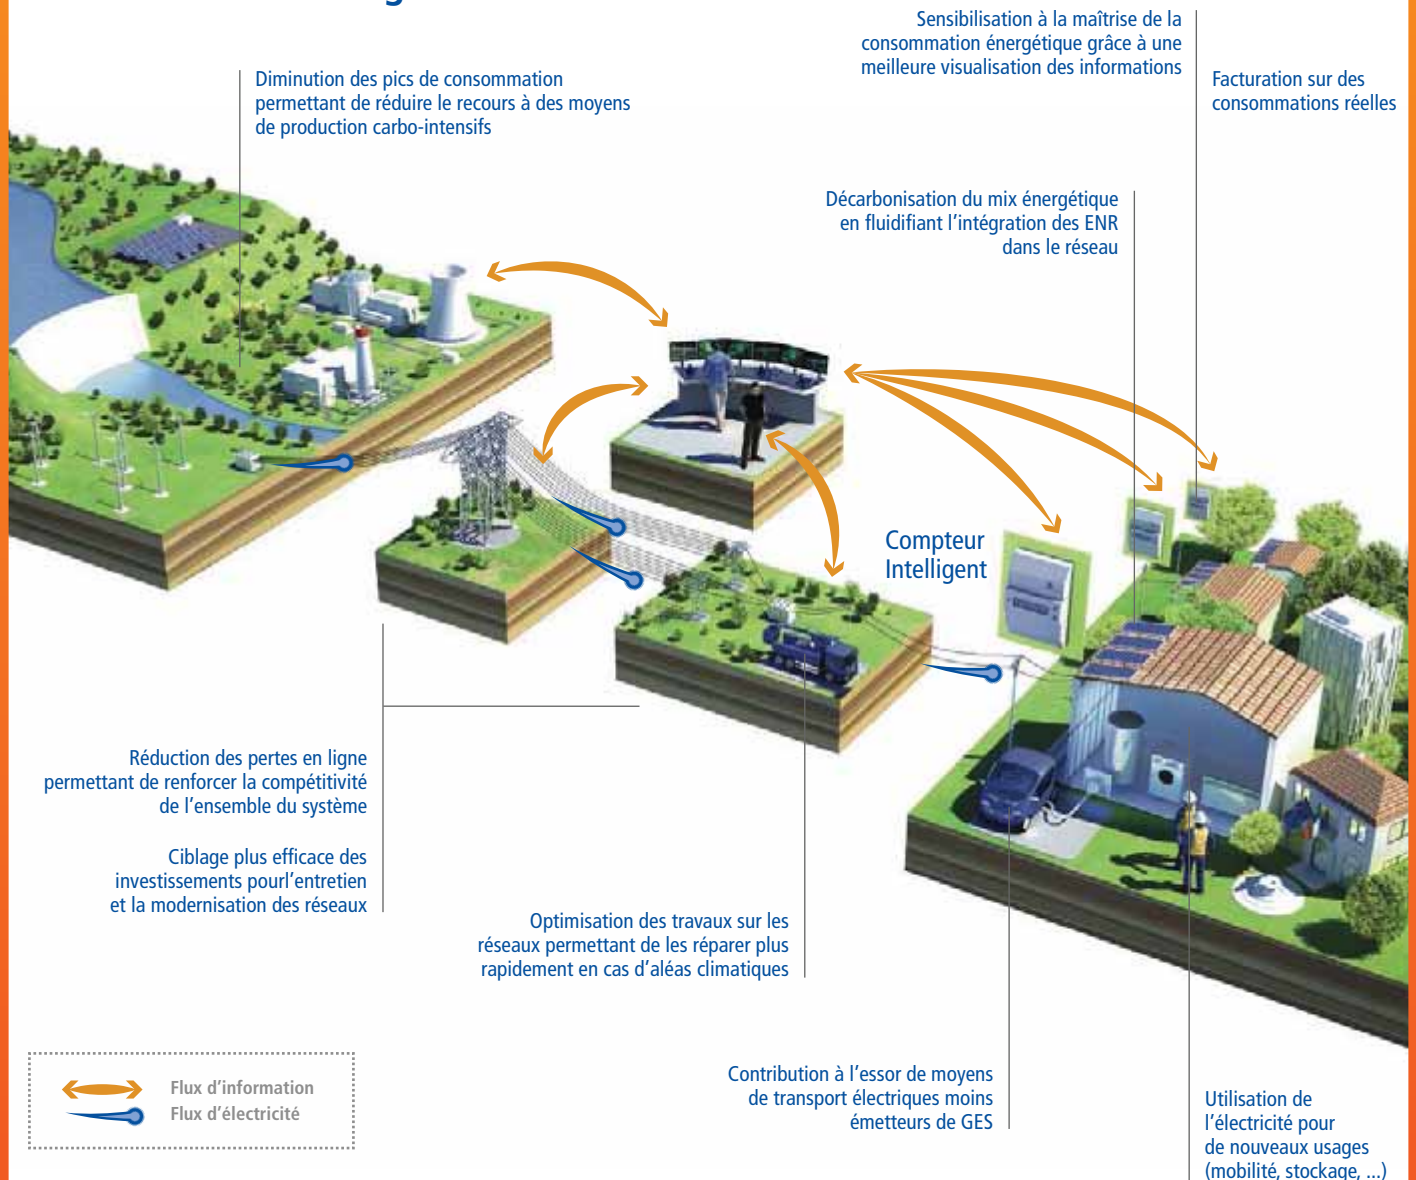 Sensibilisation à la maîtrise de la
consommation énergétique grâce à une
meilleure visualisation des informations
Facturation sur des
consommations réelles
Diminution des pics de consommation
permettant de réduire le recours à des moyens
de production carbo-intensifs
Décarbonisation du mix énergétique
en fluidifiant l'intégration des ENR
dans le réseau
Compteur
Intelligent
Réduction des pertes en ligne
permettant de renforcer la compétitivité
de l'ensemble du système
Ciblage plus efficace des
investissements pourl'entretien
et la modernisation des réseaux
Optimisation des travaux sur les
réseaux permettant de les réparer plus
rapidement en cas d'aléas climatiques
Contribution à l'essor de moyens
de transport électriques moins
émetteurs de GES
Utilisation de
l'électricité pour
de nouveaux usages
(mobilité, stockage, ...)
Flux d'information
Flux d'électricité